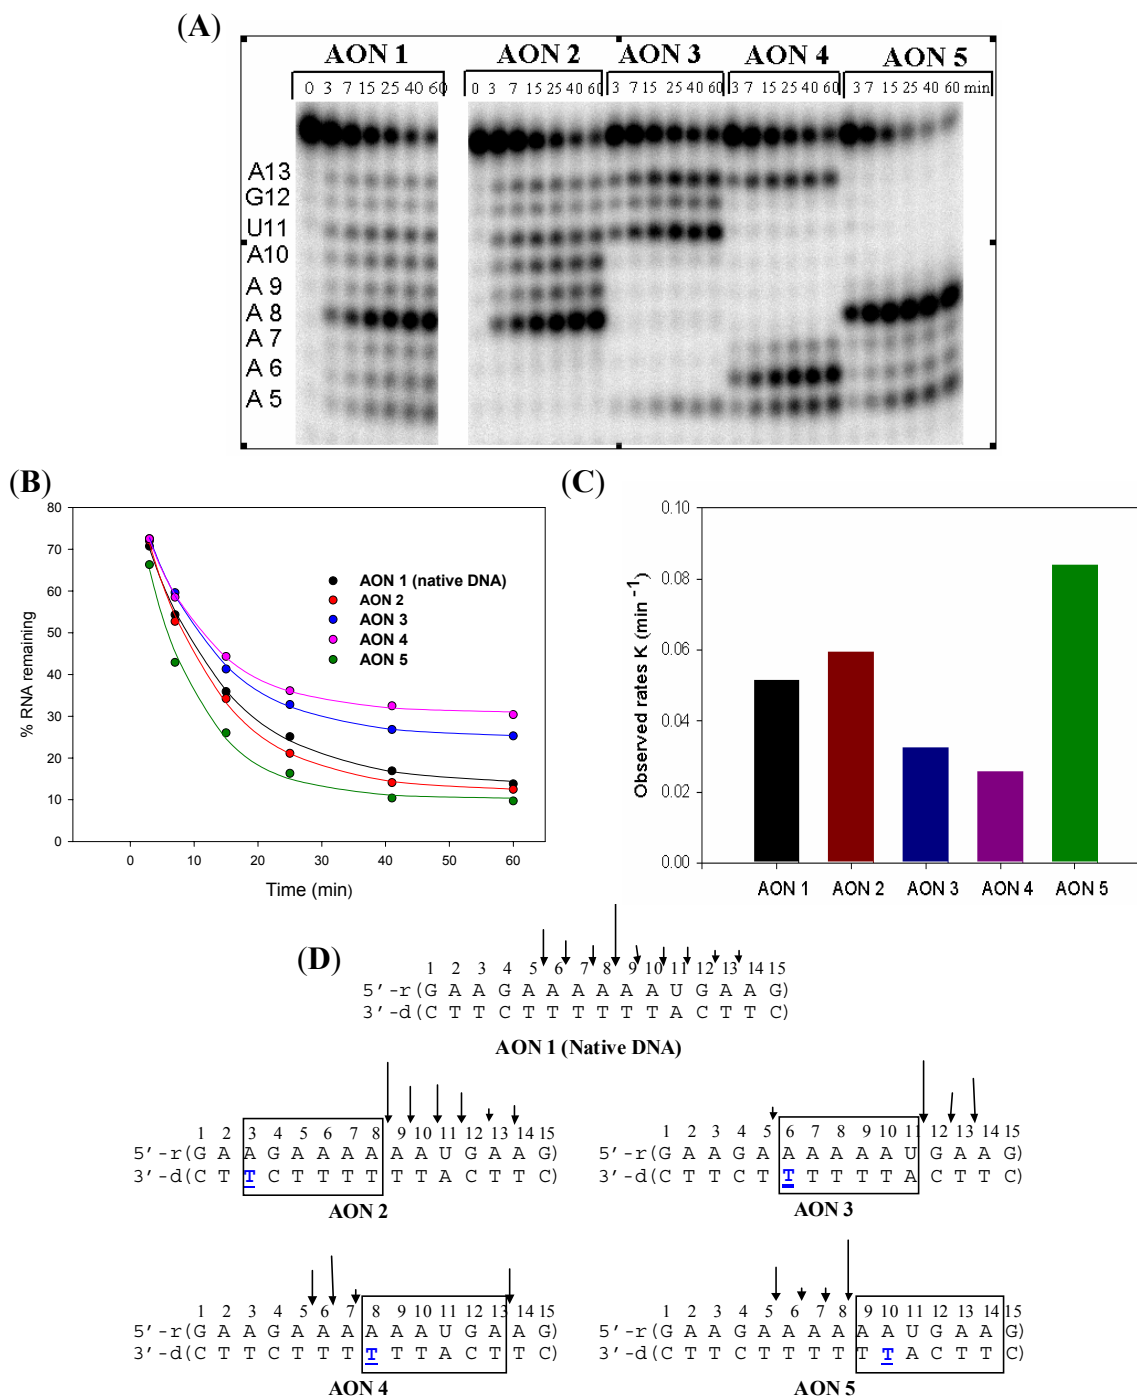 (A)
AON 1 AON 2 AON 3 AON 4 AON 5
0 3 7 15 25 40 60 0 3 7 15 25 40 60 3 7 15 25 40 60 3 7 15 25 40 60 3 7 15 25 40 60 min
A13
G12
U11
A10
A 9
A 8
A 7
A 6
A 5
(B)
80
70
60
50
40
30
20
10
0
% RNA remaining
AON 1 (native DNA)
AON 2
AON 3
AON 4
AON 5
0 10 20 30 40 50 60
Time (min)
(C)
0.10
0.08
0.06
0.04
0.02
0.00
Observed rates K (min -1)
AON 1 AON 2 AON 3 AON 4 AON 5
(D)
1 2 3 4 5 6 7 8 9 10 11 12 13 14 15
5'-r(G A A G A A A A A A U G A A G)
3'-d(C T T C T T T T T T A C T T C)
AON 1 (Native DNA)
1 2 3 4 5 6 7 8 9 10 11 12 13 14 15
5'-r(G A A G A A A A A A U G A A G)
3'-d(C T T C T T T T T T A C T T C)
AON 2
1 2 3 4 5 6 7 8 9 10 11 12 13 14 15
5'-r(G A A G A A A A A A U G A A G)
3'-d(C T T C T T T T T T A C T T C)
AON 3
1 2 3 4 5 6 7 8 9 10 11 12 13 14 15
5'-r(G A A G A A A A A A U G A A G)
3'-d(C T T C T T T T T T A C T T C)
AON 4
1 2 3 4 5 6 7 8 9 10 11 12 13 14 15
5'-r(G A A G A A A A A A U G A A G)
3'-d(C T T C T T T T T T A C T T C)
AON 5